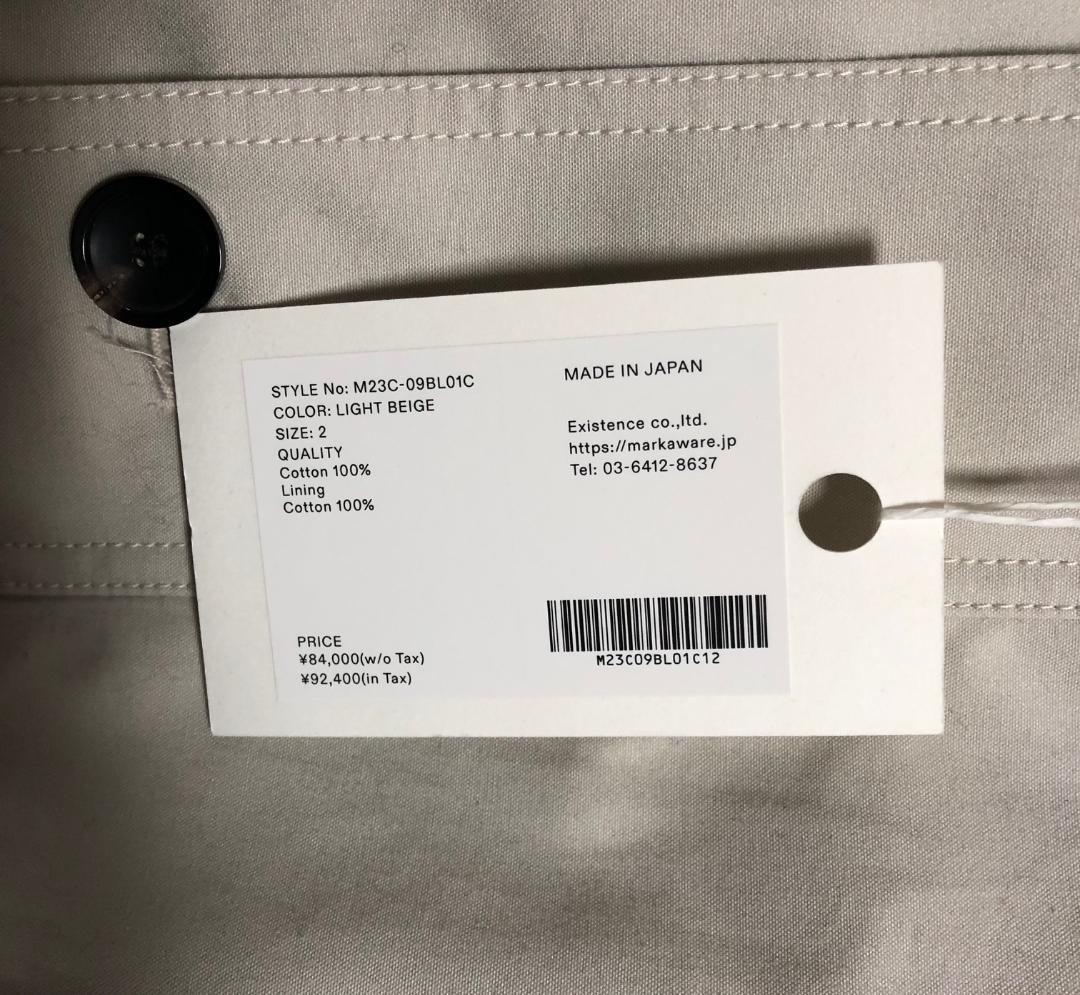 STYLE No: M23C-09BL01C
COLOR: LIGHT BEIGE
SIZE: 2
QUALITY
Cotton 100%
Lining
Cotton 100%
PRICE
¥84,000(w/o Tax)
¥92,400(in Tax)
MADE IN JAPAN
Existence co.,ltd.
https://markaware.jp
Tel: 03-6412-8637
M23C09BL01C12